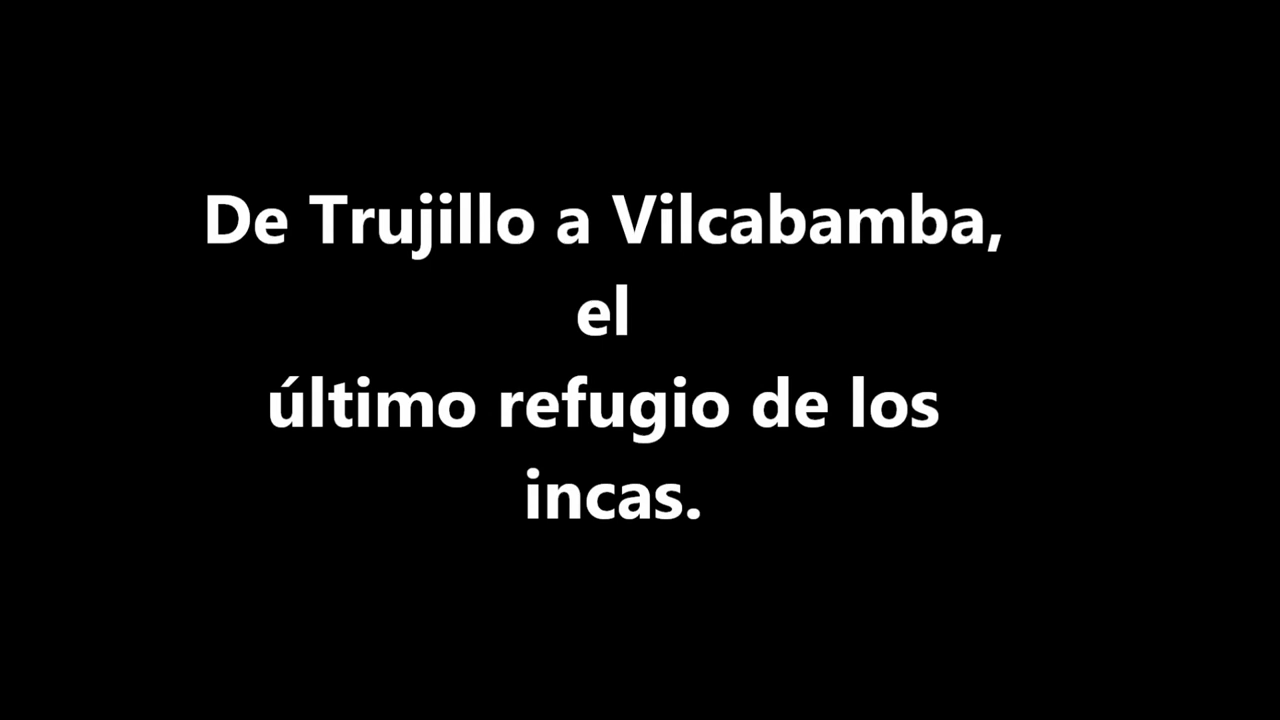 De Trujillo a Vilcabamba,
el
último refugio de los
incas.